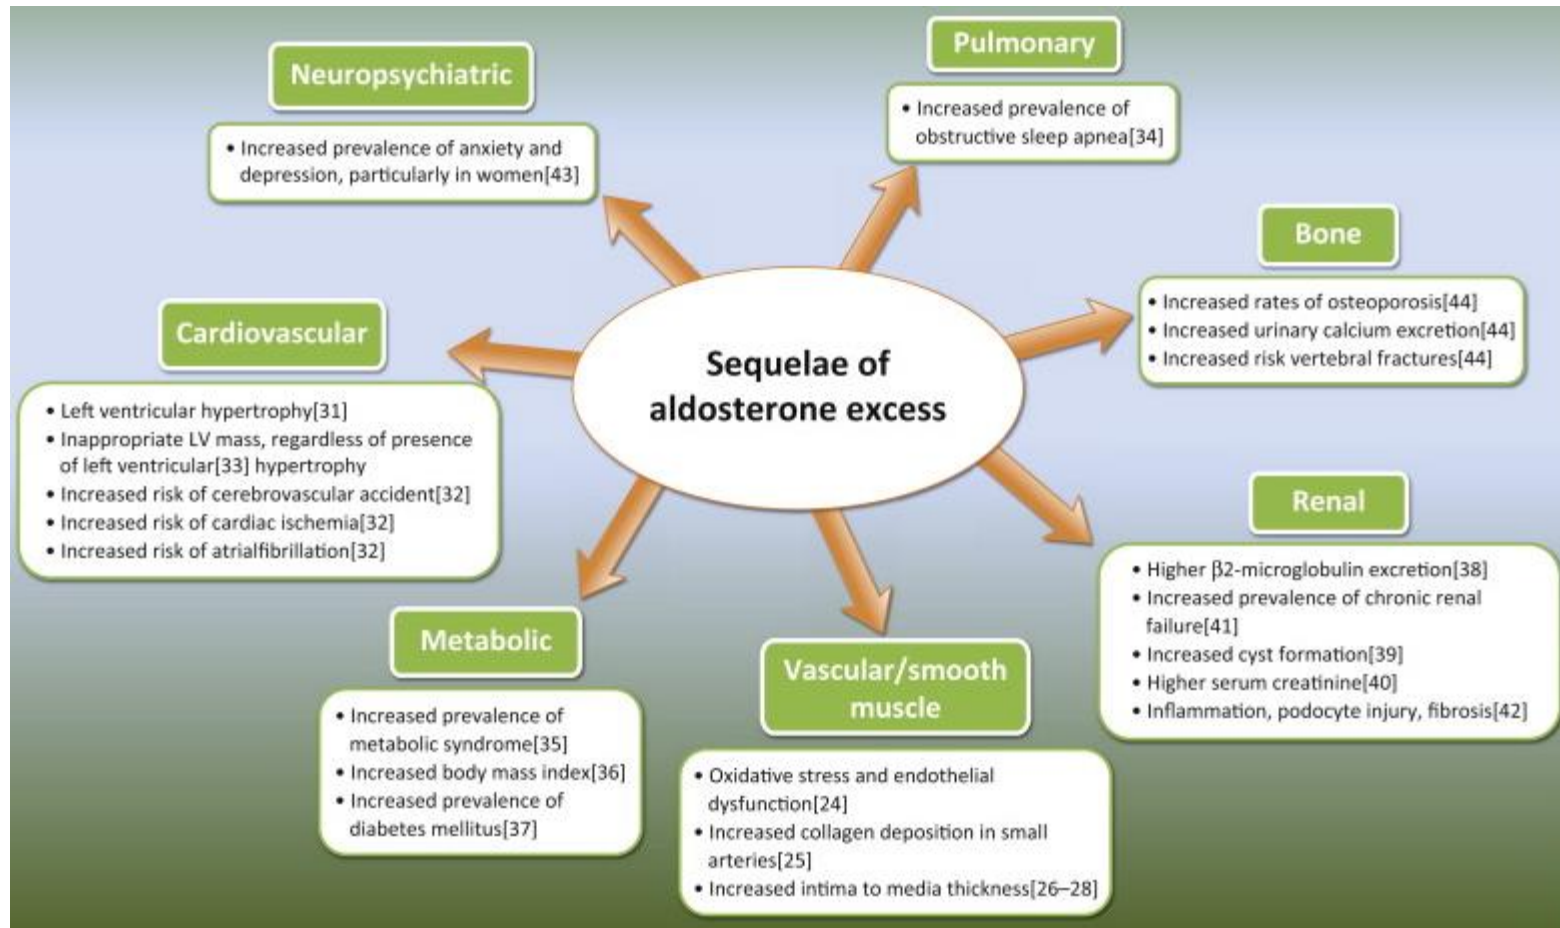 Neuropsychiatric
• Increased prevalence of anxiety and
depression, particularly in women[43]
Pulmonary
• Increased prevalence of
obstructive sleep apnea[34]
Bone
• Increased rates of osteoporosis[44]
• Increased urinary calcium excretion[44]
• Increased risk vertebral fractures[44]
Cardiovascular
• Left ventricular hypertrophy[31]
• Inappropriate LV mass, regardless of presence
of left ventricular[33] hypertrophy
• Increased risk of cerebrovascular accident[32]
• Increased risk of cardiac ischemia[32]
• Increased risk of atrialfibrillation[32]
Sequelae of
aldosterone excess
Renal
• Higher β2-microglobulin excretion[38]
• Increased prevalence of chronic renal
failure[41]
• Increased cyst formation[39]
• Higher serum creatinine[40]
• Inflammation, podocyte injury, fibrosis[42]
Metabolic
• Increased prevalence of
metabolic syndrome[35]
• Increased body mass index[36]
• Increased prevalence of
diabetes mellitus[37]
Vascular/smooth
muscle
• Oxidative stress and endothelial
dysfunction[24]
• Increased collagen deposition in small
arteries[25]
• Increased intima to media thickness[26–28]